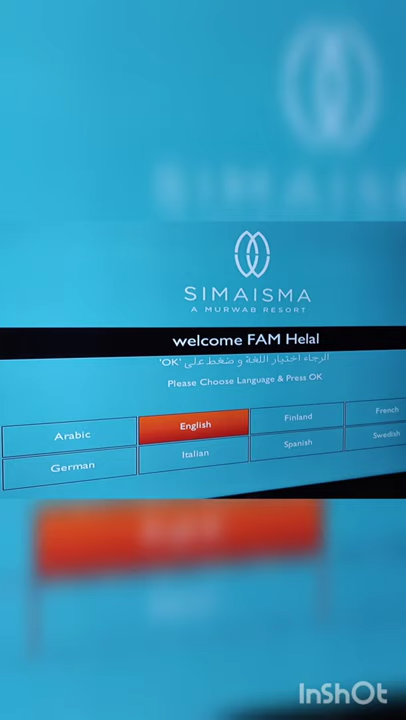 SIMAISMA
A MURWAB RESORT
welcome FAM Helal
الرجاء اختيار اللغة و ضغط على 'OK'
Please Choose Language & Press OK
Arabic English Finland French
German Italian Spanish Swedish
InShOt